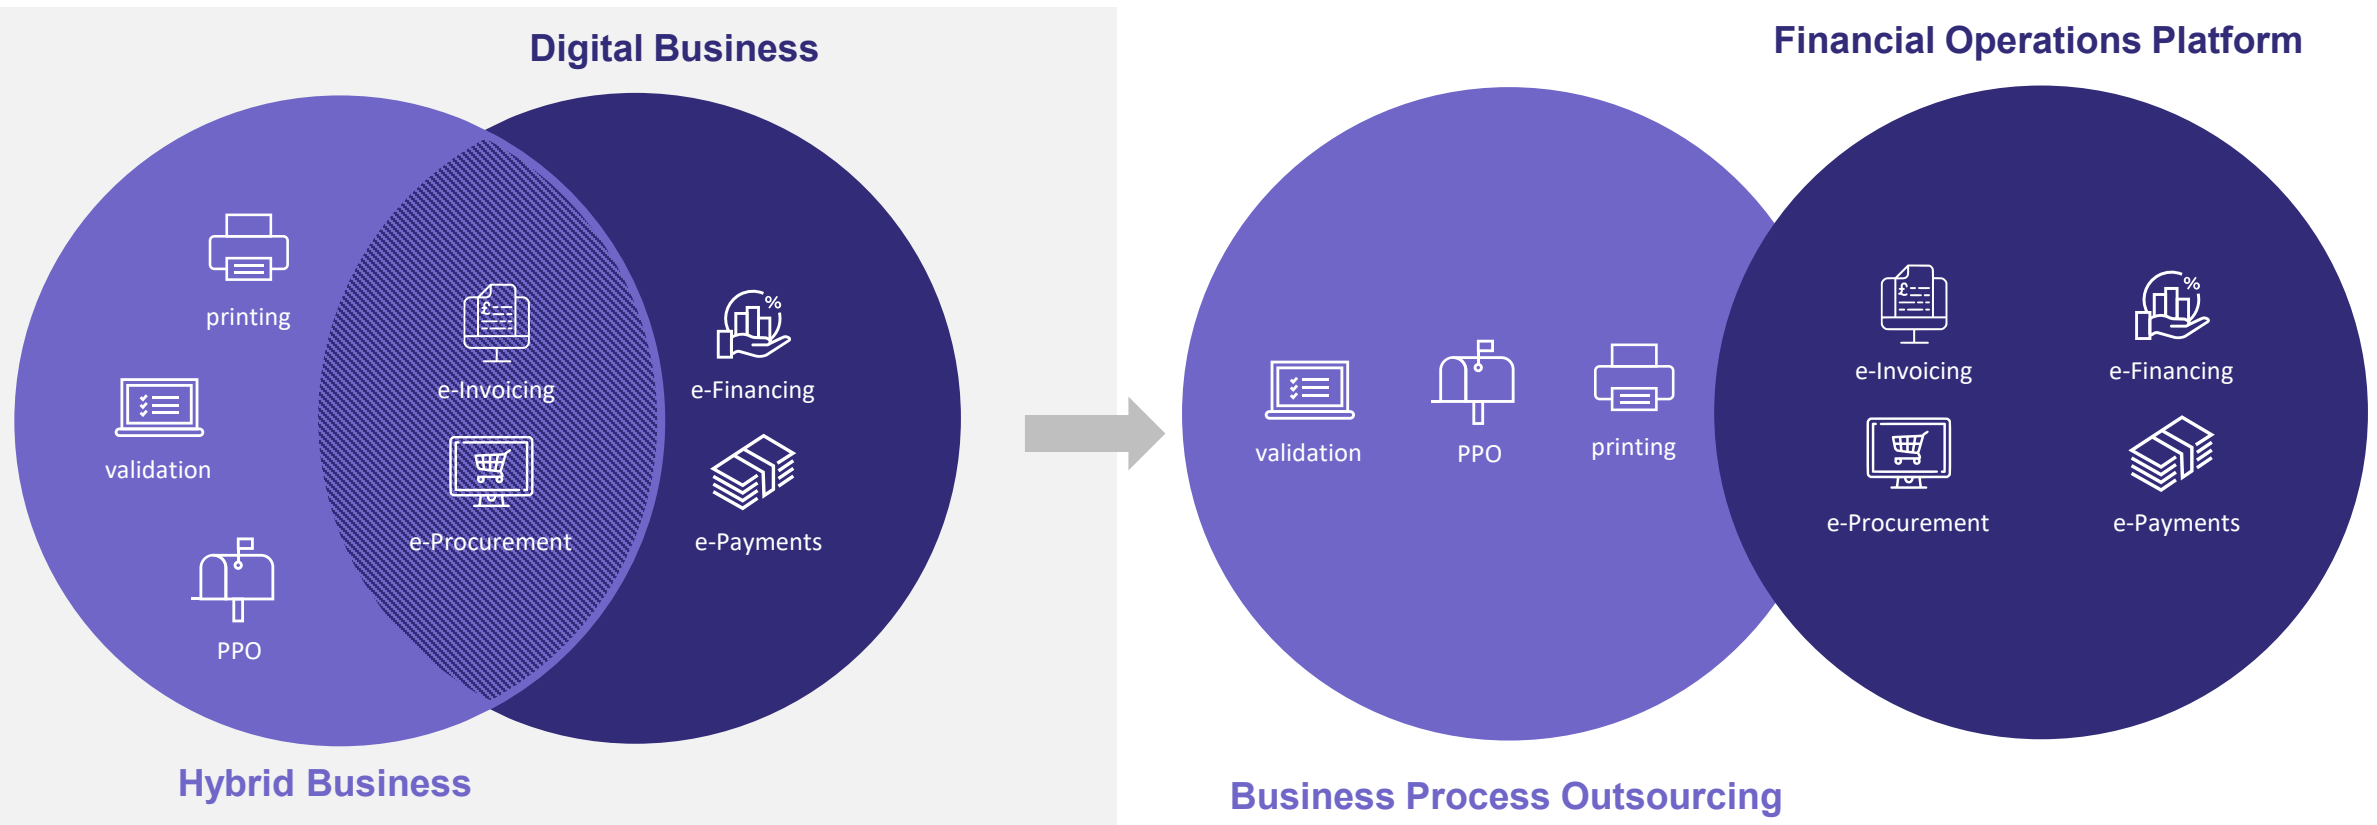 Digital Business
printing
validation
PPO
e-Invoicing
£
e-Procurement
%
e-Financing
e-Payments
Hybrid Business
Financial Operations Platform
validation
PPO
printing
£
e-Invoicing
%
e-Financing
e-Procurement
e-Payments
Business Process Outsourcing